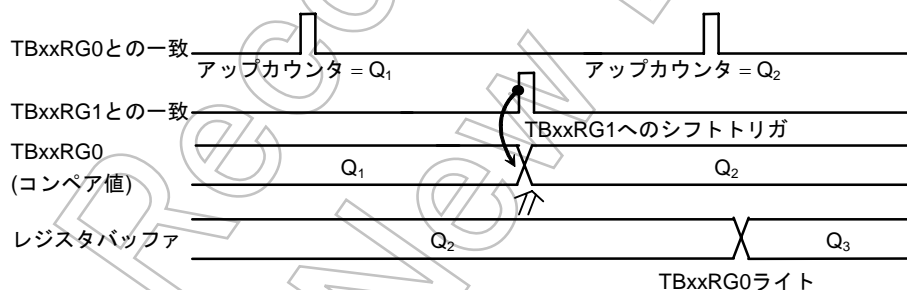 TBxxRG0との一致
アップカウンタ = Q1
アップカウンタ = Q2
TBxxRG1との一致
TBxxRG1へのシフトトリガ
TBxxRG0
(コンペア値)
Q1
Q2
レジスタバッファ
Q2
Q3
TBxxRG0ライト